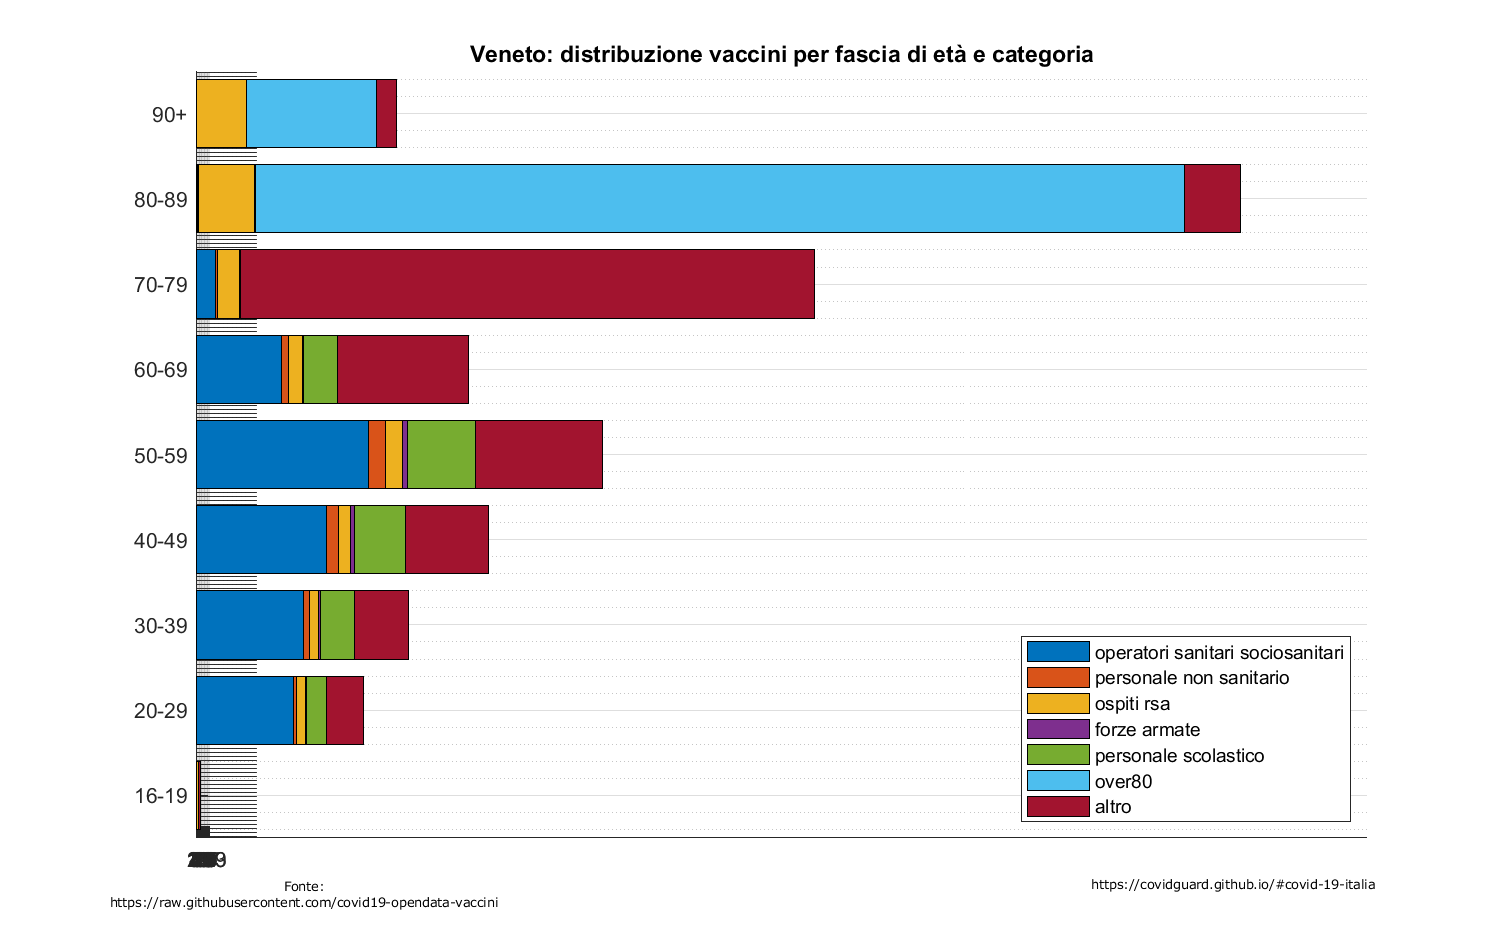 Veneto: distribuzione vaccini per fascia di età e categoria
90+
80-89
70-79
60-69
50-59
40-49
30-39
20-29
16-19
operatori sanitari sociosanitari
personale non sanitario
ospiti rsa
forze armate
personale scolastico
over80
altro
Fonte:
https://raw.githubusercontent.com/covid19-opendata-vaccini
https://covidguard.github.io/#covid-19-italia